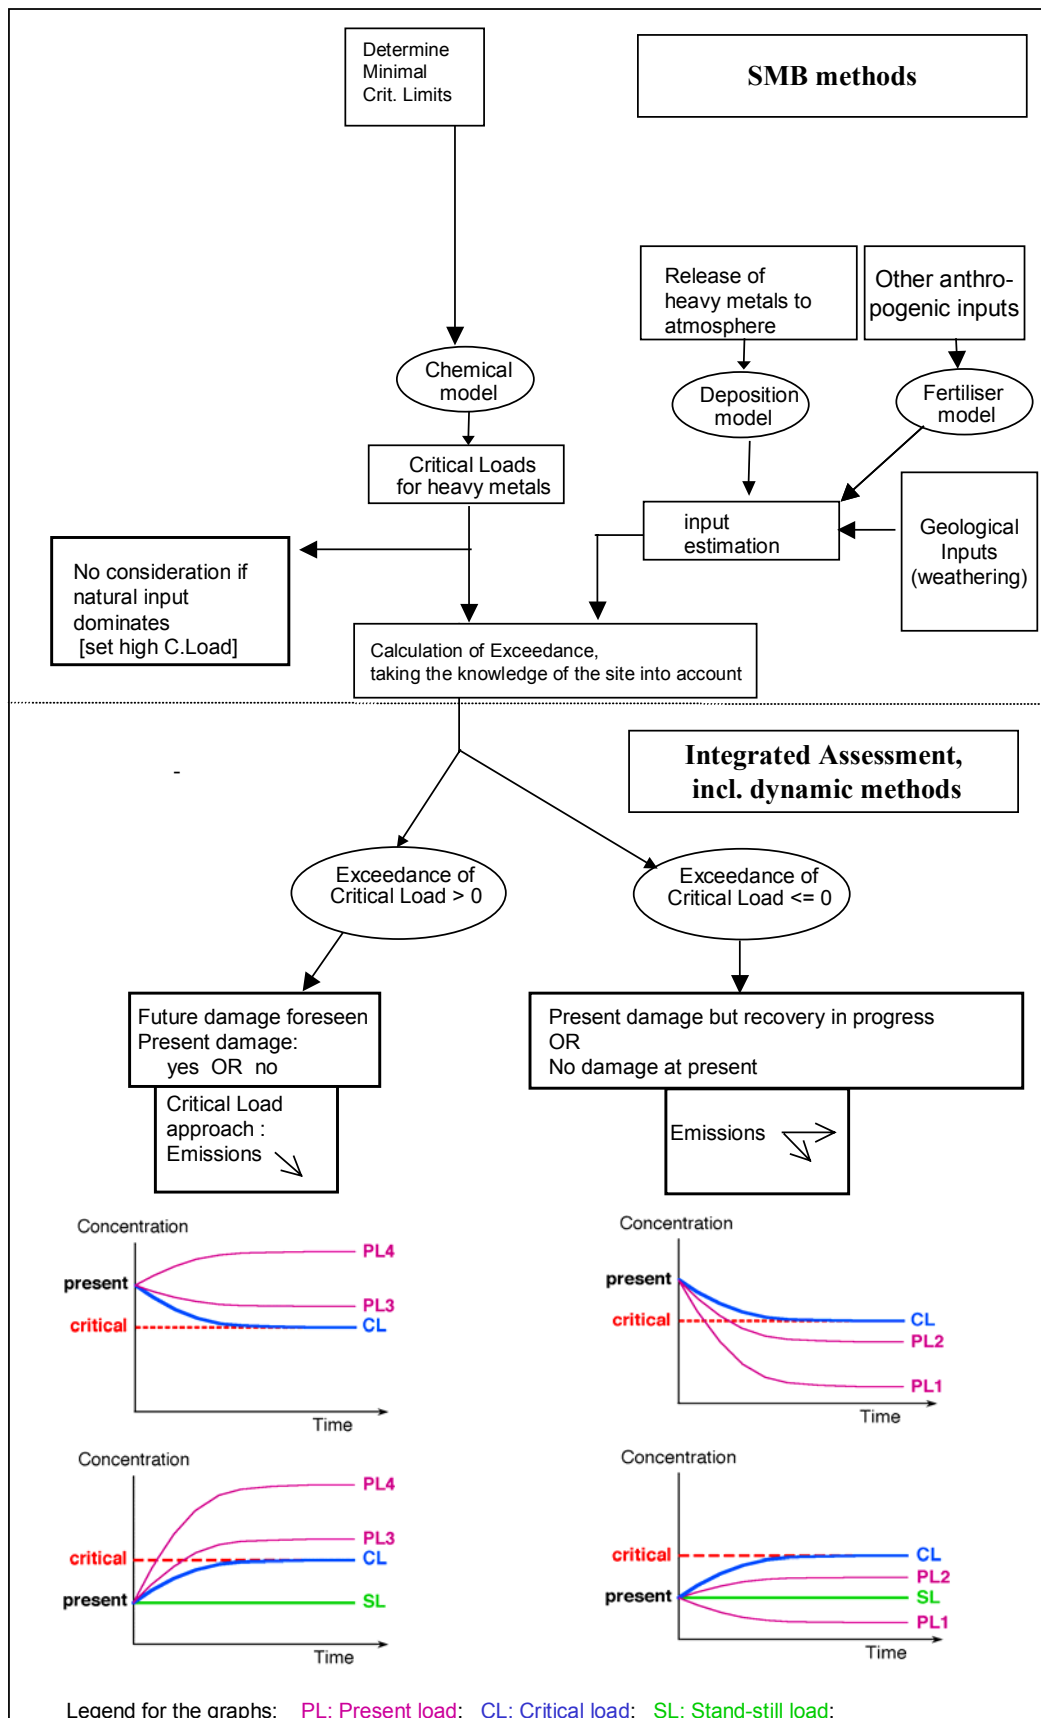 Determine
Minimal
Crit. Limits
SMB methods
Release of
heavy metals to
atmosphere
Other anthro-
pogenic inputs
Chemical
model
Deposition
model
Fertiliser
model
Critical Loads
for heavy metals
input
estimation
Geological
Inputs
(weathering)
No consideration if
natural input
dominates
[set high C.Load]
Calculation of Exceedance,
taking the knowledge of the site into account
-
Integrated Assessment,
incl. dynamic methods
Exceedance of
Critical Load > 0
Exceedance of
Critical Load <= 0
Future damage foreseen
Present damage:
yes OR no
Present damage but recovery in progress
OR
No damage at present
Critical Load
approach :
Emissions
Emissions
Concentration
present
critical
PL4
PL3
CL
Time
Concentration
present
critical
CL
PL2
PL1
Time
Concentration
critical
present
PL4
PL3
CL
SL
Time
Concentration
critical
present
CL
PL2
SL
PL1
Time
Legend for the graphs: PL: Present load; CL: Critical load; SL: Stand-still load;